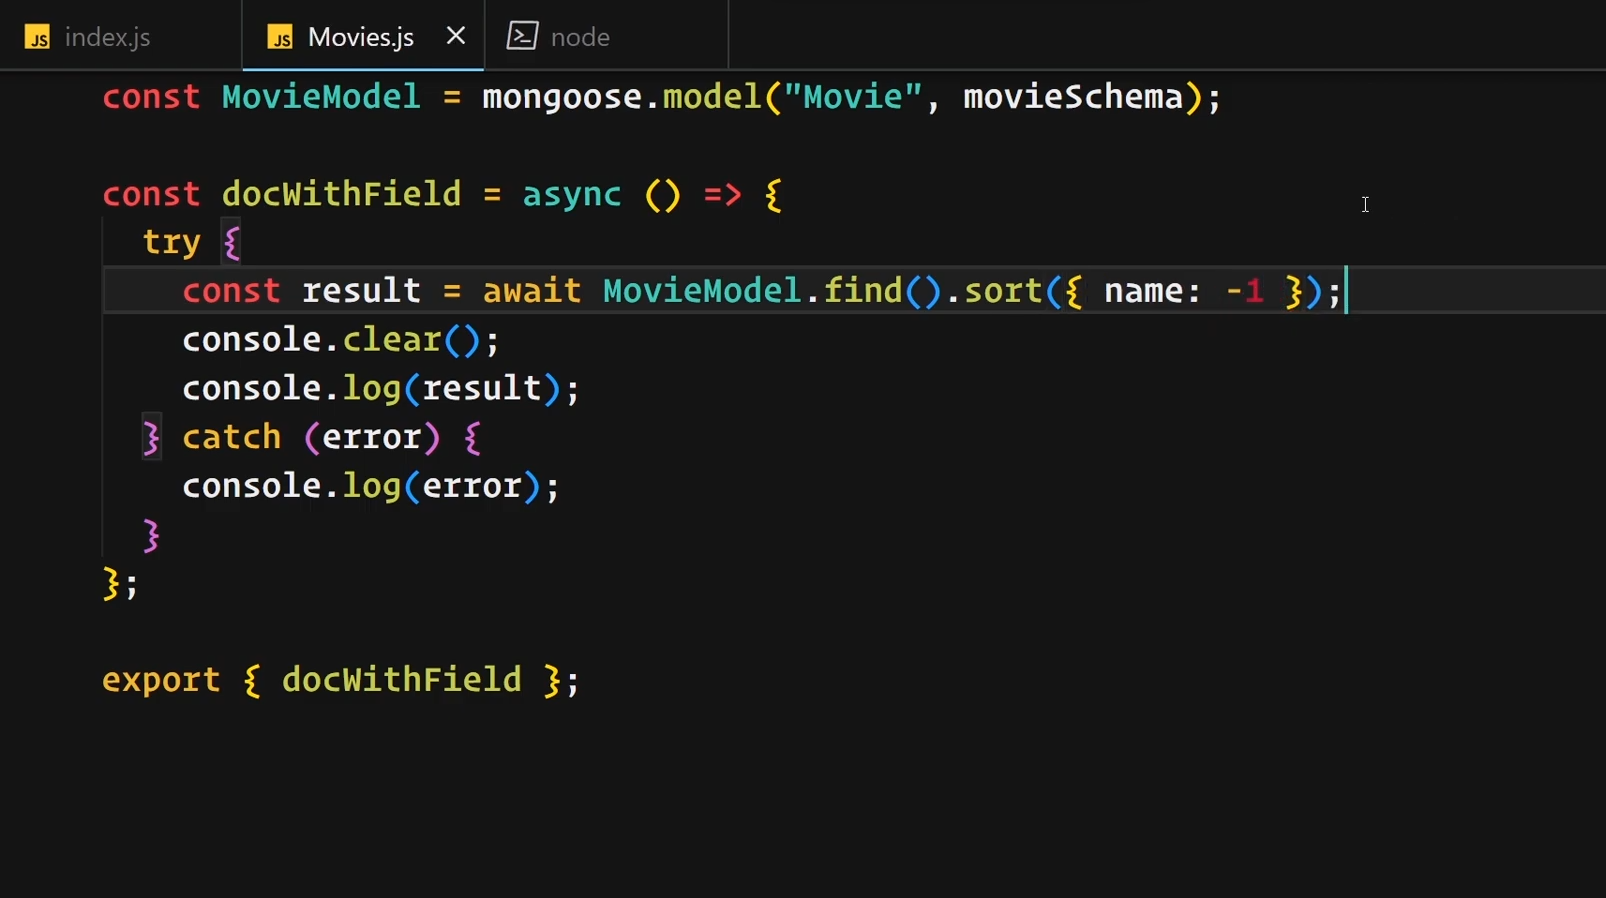 JS index.js JS Movies.js × >_ node
const MovieModel = mongoose.model("Movie", movieSchema);
const docWithField = async () => {
try {
const result = await MovieModel.find().sort({ name: -1 });
console.clear();
console.log(result);
} catch (error) {
console.log(error);
}
};
export { docWithField };